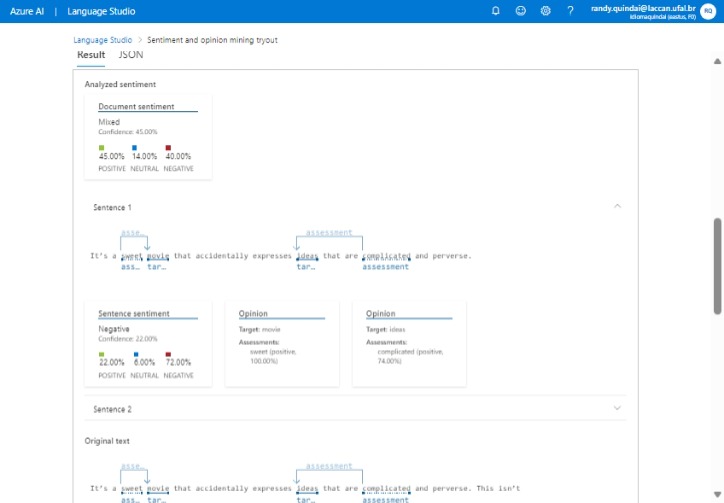 Azure AI | Language Studio
?
randy.quindai@laccan.ufal.br
idiomaquindai (eastus, F0)
RQ
Language Studio > Sentiment and opinion mining tryout
Result JSON
Analyzed sentiment
Document sentiment
Mixed
Confidence: 45.00%
45.00% 14.00% 40.00%
POSITIVE NEUTRAL NEGATIVE
Sentence 1
asse… assessment
It's a sweet movie that accidentally expresses ideas that are complicated and perverse.
ass… tar… tar… assessment
Sentence sentiment
Negative
Confidence: 22.00%
22.00% 6.00% 72.00%
POSITIVE NEUTRAL NEGATIVE
Opinion
Target: movie
Assessments:
sweet (positive,
100.00%)
Opinion
Target: ideas
Assessments:
complicated (positive,
74.00%)
Sentence 2
Original text
asse… assessment
It's a sweet movie that accidentally expresses ideas that are complicated and perverse. This isn't
ass… tar… tar… assessment